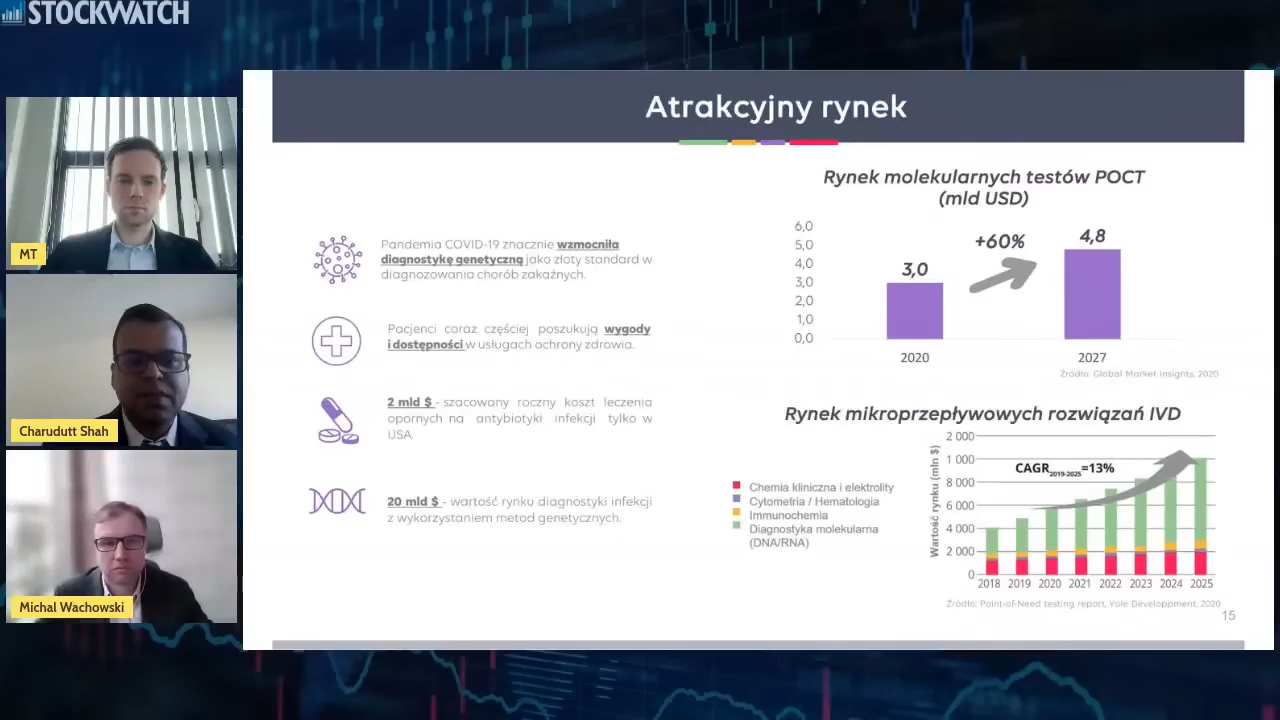 STOCKWATCH
Atrakcyjny rynek
MT
Charudutt Shah
Michal Wachowski
Pandemia COVID-19 znacznie wzmocniła
diagnostykę genetyczną jako złoty standard w
diagnozowania chorób zakaźnych.
Pacjenci coraz częściej poszukują wygody
i dostępności w usługach ochrony zdrowia.
2 mld $ - szacowany roczny koszt leczenia
opornych na antybiotyki infekcji tylko w
USA.
20 mld $ - wartość rynku diagnostyki infekcji
z wykorzystaniem metod genetycznych.
Rynek molekularnych testów POCT
(mld USD)
6,0
5,0
4,0
3,0
2,0
1,0
0,0
3,0
+60%
4,8
2020
2027
Źródło: Global Market insights, 2020
Rynek mikroprzepływowych rozwiązań IVD
Chemia kliniczna i elektrolity
Cytometria / Hematologia
Immunochemia
Diagnostyka molekularna
(DNA/RNA)
Wartość rynku (mln $)
2 000
1 000
8 000
6 000
4 000
2 000
0
CAGR2019-2025=13%
2018 2019 2020 2021 2022 2023 2024 2025
Źródło: Point-of-Need testing report, Yole Developpment, 2020
15